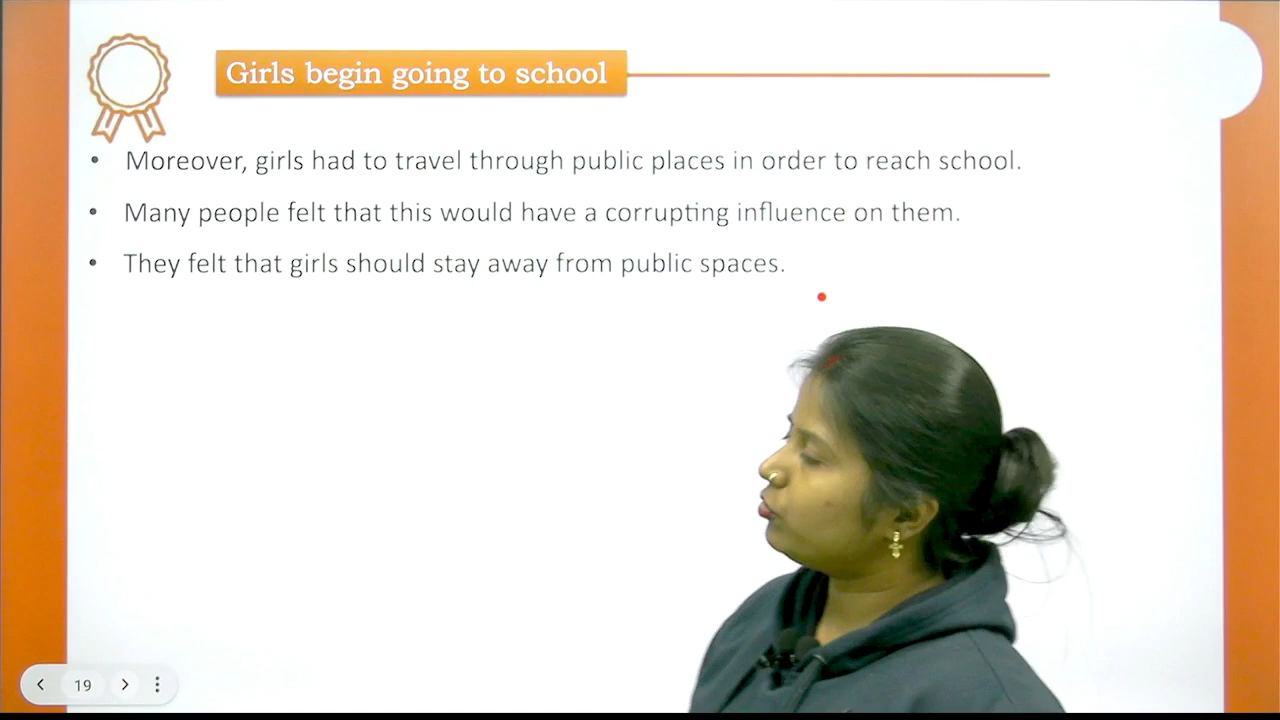 Girls begin going to school
• Moreover, girls had to travel through public places in order to reach school.
• Many people felt that this would have a corrupting influence on them.
• They felt that girls should stay away from public spaces.
19